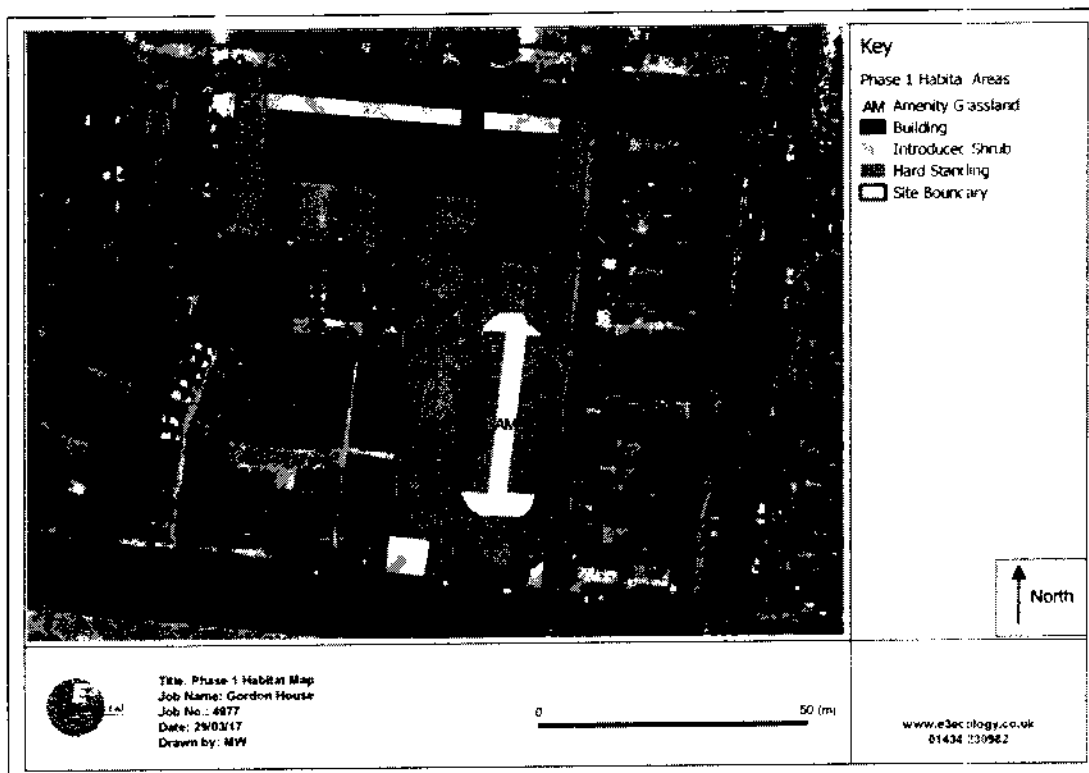 Key
Phase 1 Habitat Areas
AM Amenity Grassland
Building
Introduced Shrub
Hard Standing
Site Boundary
AM
North
Title: Phase 1 Habitat Map
Job Name: Gordon House
Job No.: 4977
Date: 29/03/17
Drawn by: MW
0
50 (m)
www.e3ecology.co.uk
01434 230982